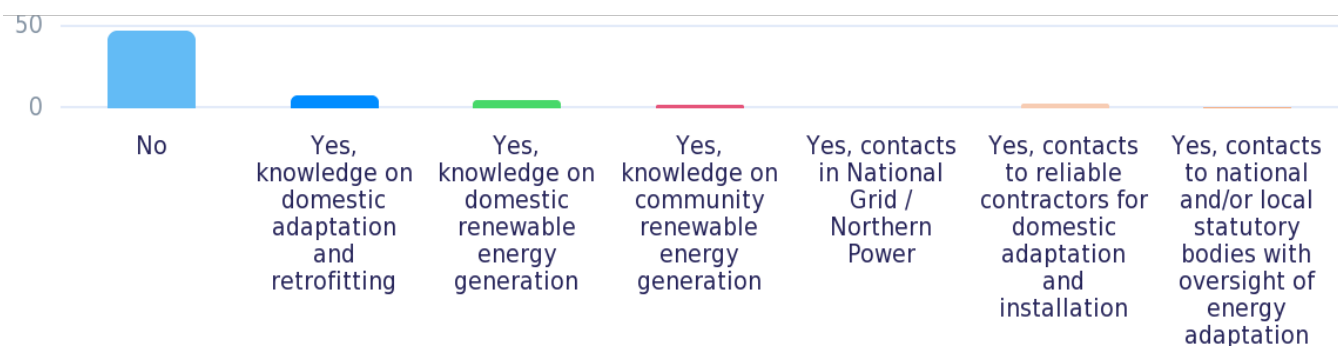 50
0
No
Yes,
knowledge on
domestic
adaptation
and
retrofitting
Yes,
knowledge on
domestic
renewable
energy
generation
Yes,
knowledge on
community
renewable
energy
generation
Yes, contacts
in National
Grid /
Northern
Power
Yes, contacts
to reliable
contractors for
domestic
adaptation
and
installation
Yes, contacts
to national
and/or local
statutory
bodies with
oversight of
energy
adaptation